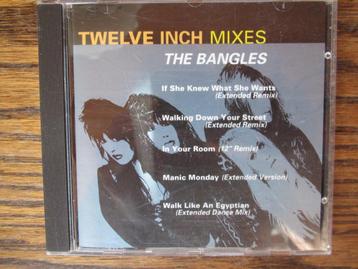 TWELVE INCH MIXES
THE BANGLES
If She Knew What She Wants
(Extended Remix)
Walking Down Your Street
(Extended Remix)
In Your Room (12" Remix)
Manic Monday (Extended Version)
Walk Like An Egyptian
(Extended Dance Mix)